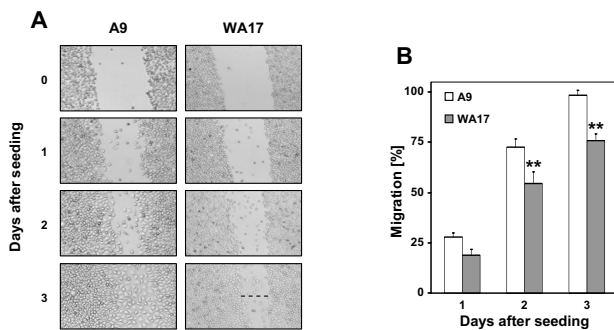 A
A9
WA17
Days after seeding
0
1
2
3
B
Migration [%]
100
75
50
25
0
A9
WA17
**
**
1
2
3
Days after seeding